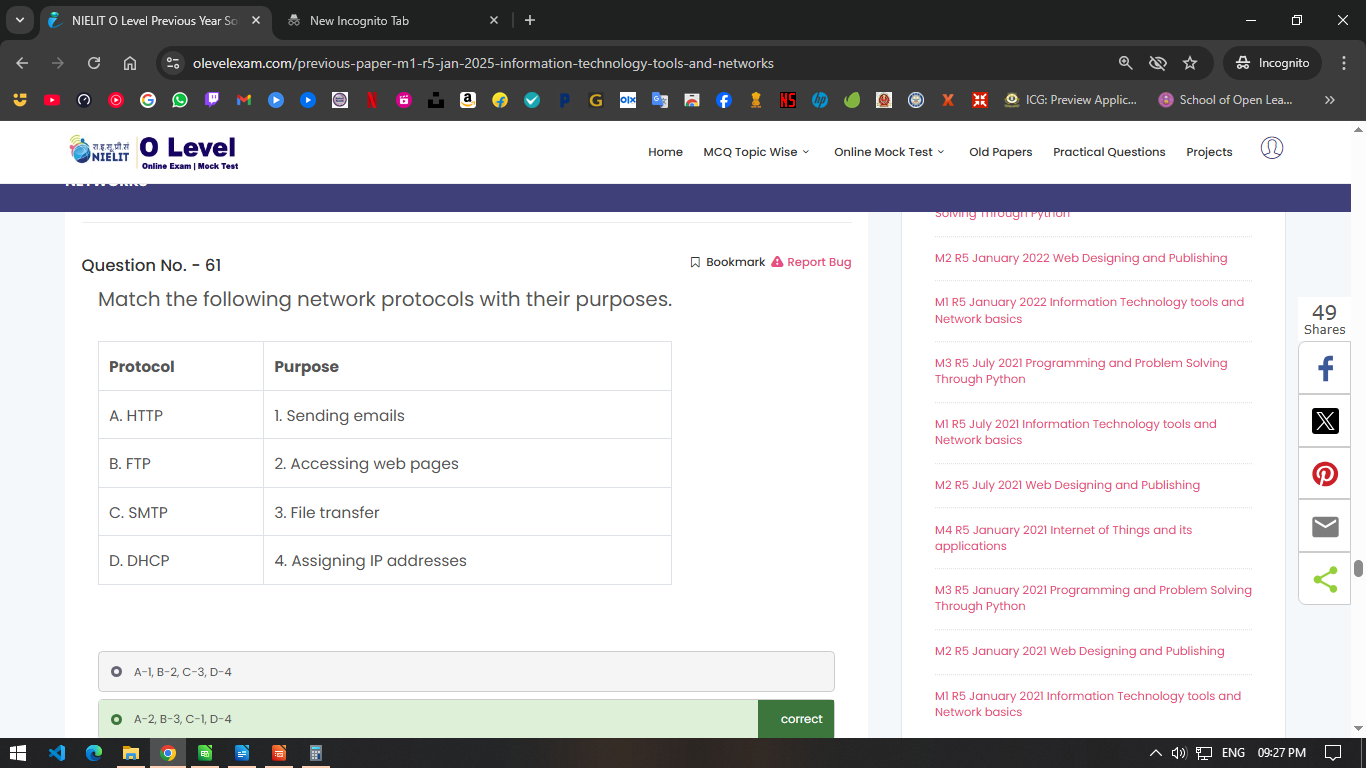 NIELIT O Level Previous Year So
New Incognito Tab
olevelexam.com/previous-paper-m1-r5-jan-2025-information-technology-tools-and-networks
Incognito
ICG: Preview Applic...
School of Open Lea...
NIELIT
O Level
Online Exam | Mock Test
Home
MCQ Topic Wise
Online Mock Test
Old Papers
Practical Questions
Projects
NETWORKS
Question No. - 61
Bookmark
Report Bug
Match the following network protocols with their purposes.
Protocol Purpose
A. HTTP 1. Sending emails
B. FTP 2. Accessing web pages
C. SMTP 3. File transfer
D. DHCP 4. Assigning IP addresses
A-1, B-2, C-3, D-4
A-2, B-3, C-1, D-4
correct
Solving Through Python
M2 R5 January 2022 Web Designing and Publishing
M1 R5 January 2022 Information Technology tools and
Network basics
M3 R5 July 2021 Programming and Problem Solving
Through Python
M1 R5 July 2021 Information Technology tools and
Network basics
M2 R5 July 2021 Web Designing and Publishing
M4 R5 January 2021 Internet of Things and its
applications
M3 R5 January 2021 Programming and Problem Solving
Through Python
M2 R5 January 2021 Web Designing and Publishing
M1 R5 January 2021 Information Technology tools and
Network basics
49
Shares
ENG
09:27 PM